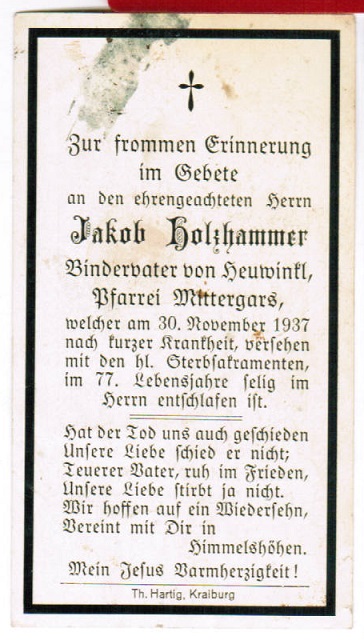 Zur frommen Erinnerung
im Gebete
an den ehrengeachteten Herrn
Jakob Holzhammer
Bindervater von Heuwinkl,
Pfarrei Mittergars,
welcher am 30. November 1937
nach kurzer Krankheit, versehen
mit den hl. Sterbsakramenten,
im 77. Lebensjahre selig im
Herrn entschlafen ist.
Hat der Tod uns auch geschieden
Unsere Liebe schied er nicht;
Teuerer Vater, ruh im Frieden,
Unsere Liebe stirbt ja nicht.
Wir hoffen auf ein Wiedersehn,
Vereint mit Dir in
Himmelshöhen.
Mein Jesus Barmherzigkeit!
Th. Hartig, Kraiburg